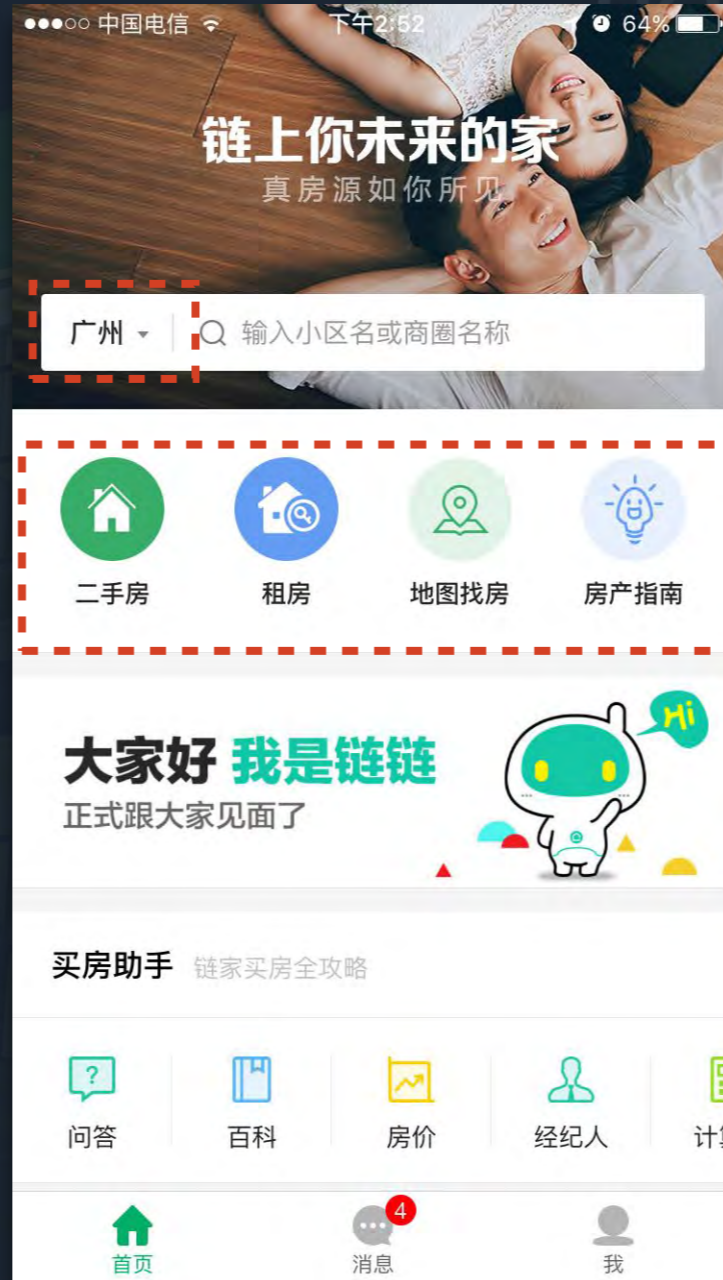 中国电信 下午2:52 64%
链上你未来的家
真房源如你所见
广州 输入小区名或商圈名称
二手房 租房 地图找房 房产指南
大家好 我是链链
Hi
正式跟大家见面了
买房助手 链家买房全攻略
?
问答 百科 房价 经纪人 计
4
首页 消息 我